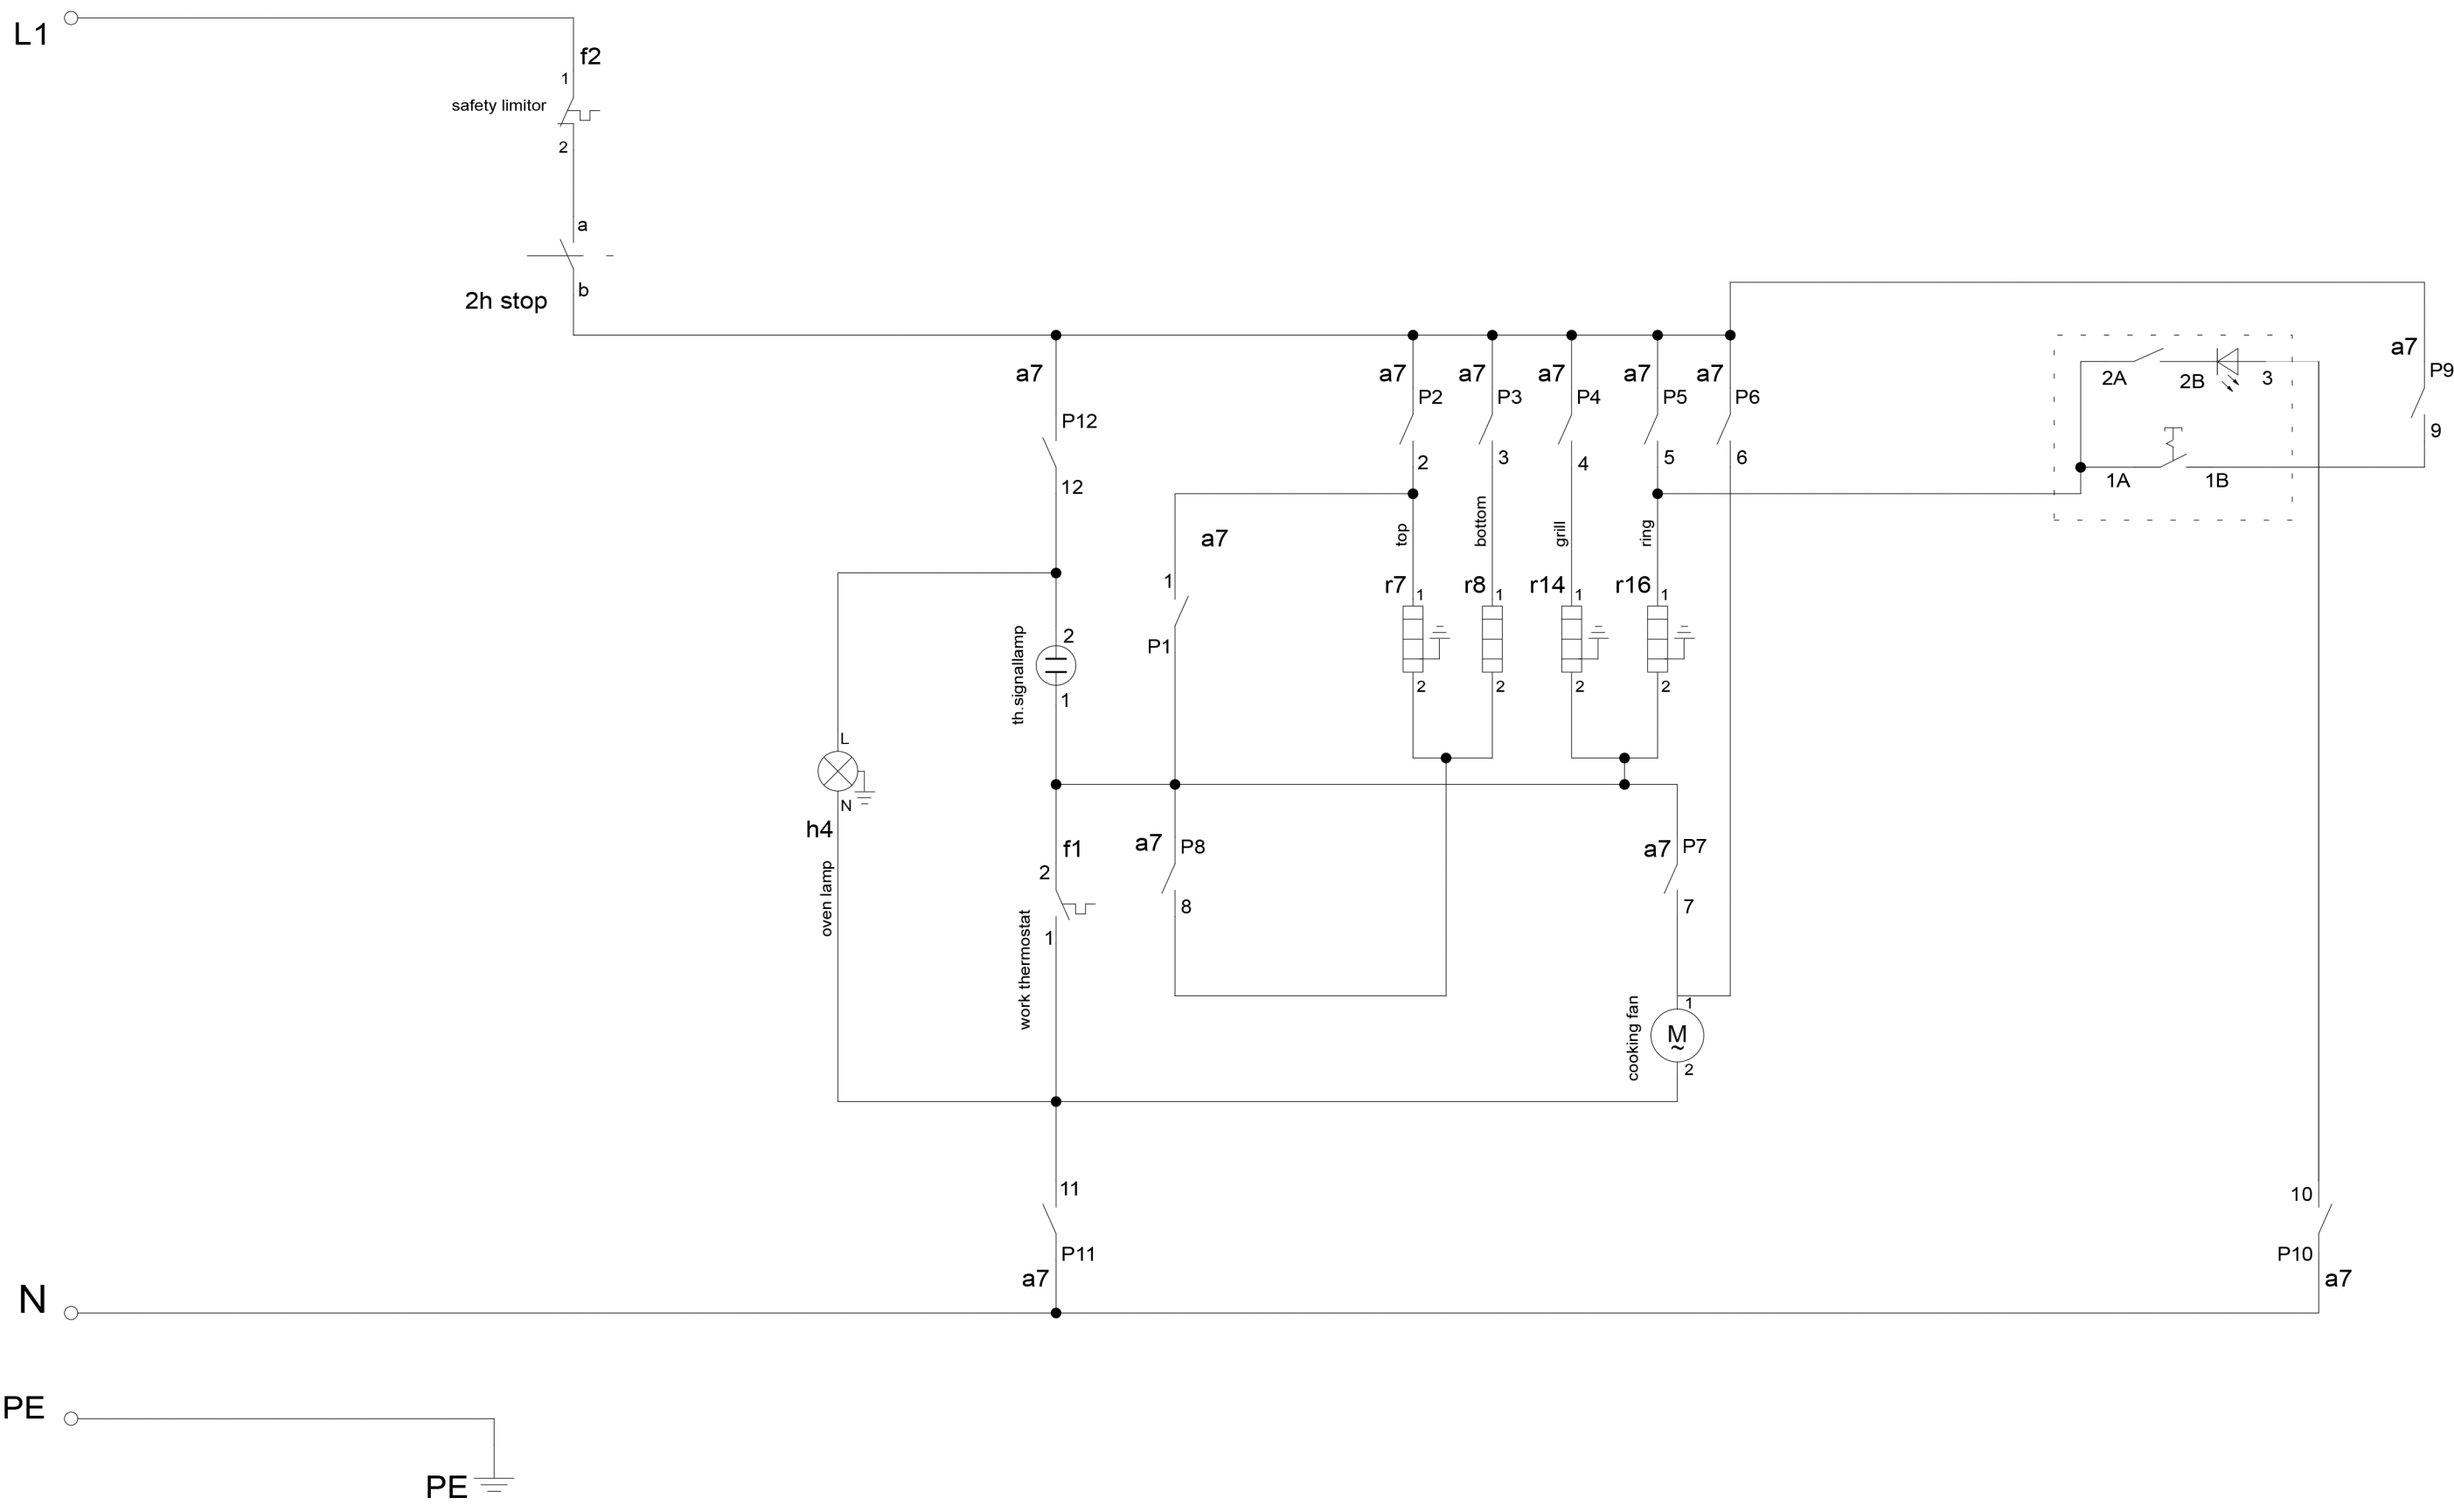 L1
f2
1
safety limitor
2
a
b
2h stop
a7
P12
12
a7
P2
2
a7
P3
3
a7
P4
4
a7
P5
5
a7
P6
6
2A
2B
3
1A
1B
a7
P9
9
a7
1
P1
top
r7
1
2
bottom
r8
1
2
grill
r14
1
2
ring
r16
1
2
th.signallamp
2
1
L
N
h4
oven lamp
f1
2
1
work thermostat
a7
P8
8
a7
P7
7
cooking fan
1
M
~
2
11
P11
a7
10
P10
a7
N
PE
PE